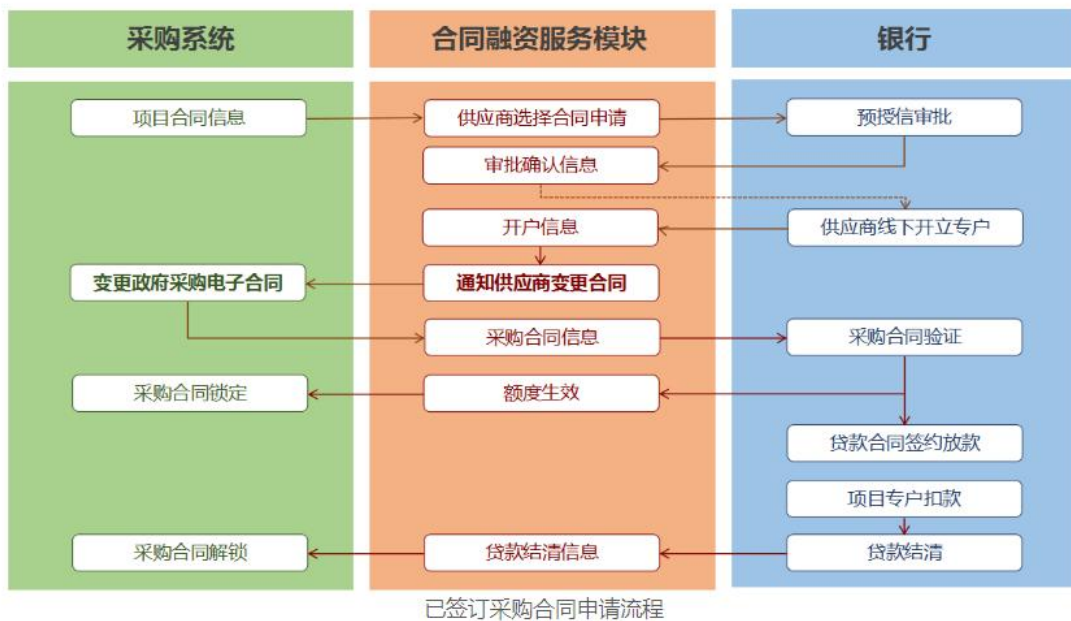 采购系统
合同融资服务模块
银行
项目合同信息
供应商选择合同申请
预授信审批
审批确认信息
开户信息
供应商线下开立专户
变更政府采购电子合同
通知供应商变更合同
采购合同信息
采购合同验证
采购合同锁定
额度生效
贷款合同签约放款
项目专户扣款
采购合同解锁
贷款结清信息
贷款结清
已签订采购合同申请流程